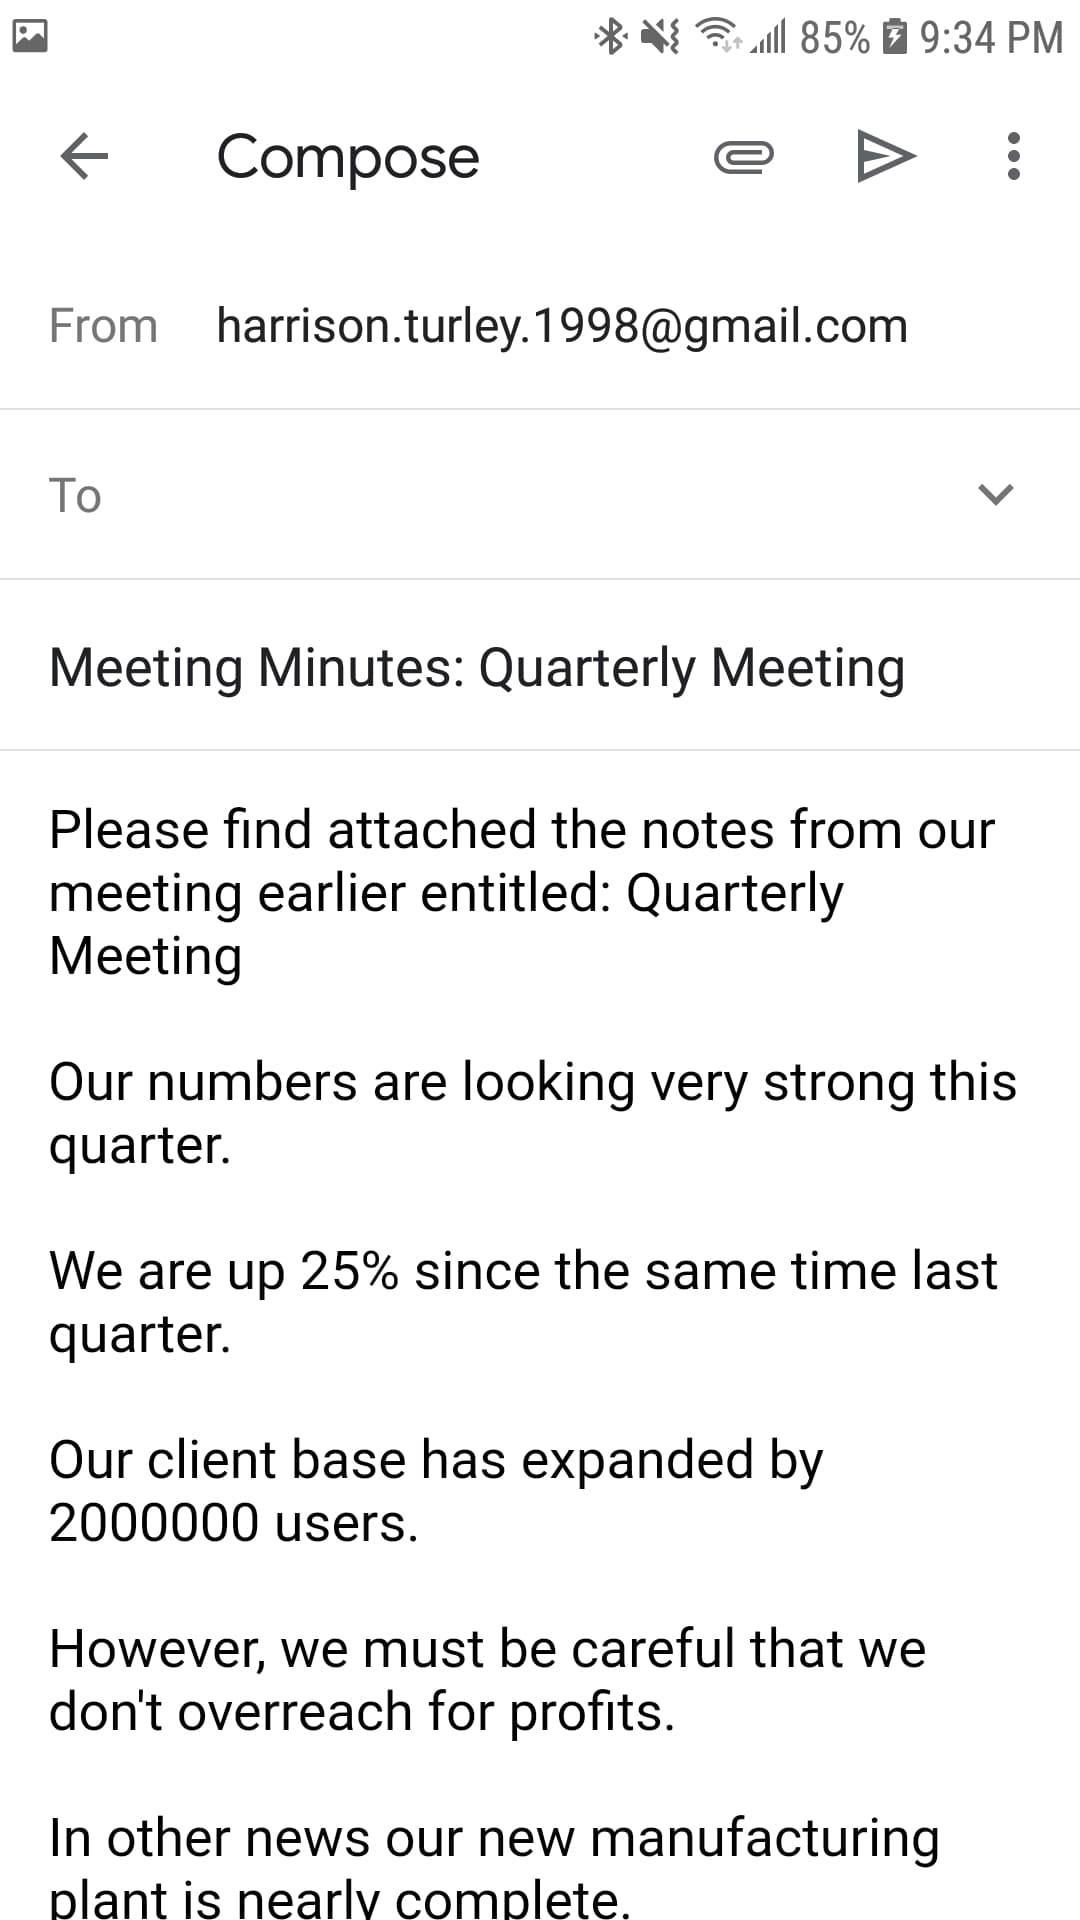 85% 9:34 PM
Compose
From harrison.turley.1998@gmail.com
To
Meeting Minutes: Quarterly Meeting
Please find attached the notes from our
meeting earlier entitled: Quarterly
Meeting
Our numbers are looking very strong this
quarter.
We are up 25% since the same time last
quarter.
Our client base has expanded by
2000000 users.
However, we must be careful that we
don't overreach for profits.
In other news our new manufacturing
plant is nearly complete.